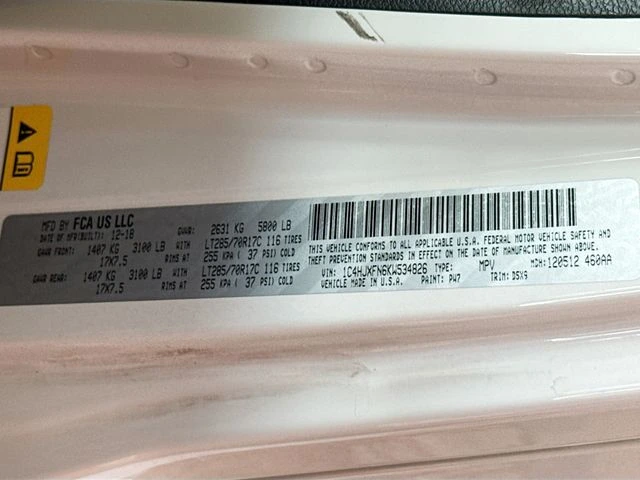 MFD BY FCA US LLC GVWR: 2631 KG 5800 LB
DATE OF MFR(BUILT): 12-18 LT285/70R17C 116 TIRES
GAWR FRONT: 1407 KG 3100 LB WITH 255 KPA ( 37 PSI) COLD
17X7.5 RIMS AT
GAWR REAR: 1407 KG 3100 LB WITH LT285/70R17C 116 TIRES
17X7.5 RIMS AT 255 KPA ( 37 PSI) COLD
THIS VEHICLE CONFORMS TO ALL APPLICABLE U.S.A. FEDERAL MOTOR VEHICLE SAFETY AND
THEFT PREVENTION STANDARDS IN EFFECT ON THE DATE OF MANUFACTURE SHOWN ABOVE.
VIN: 1C4HJXFN6KW534826 TYPE: MPV MDH: 120512 460AA
VEHICLE MADE IN U.S.A. PAINT: PW7 TRIM: D5X9